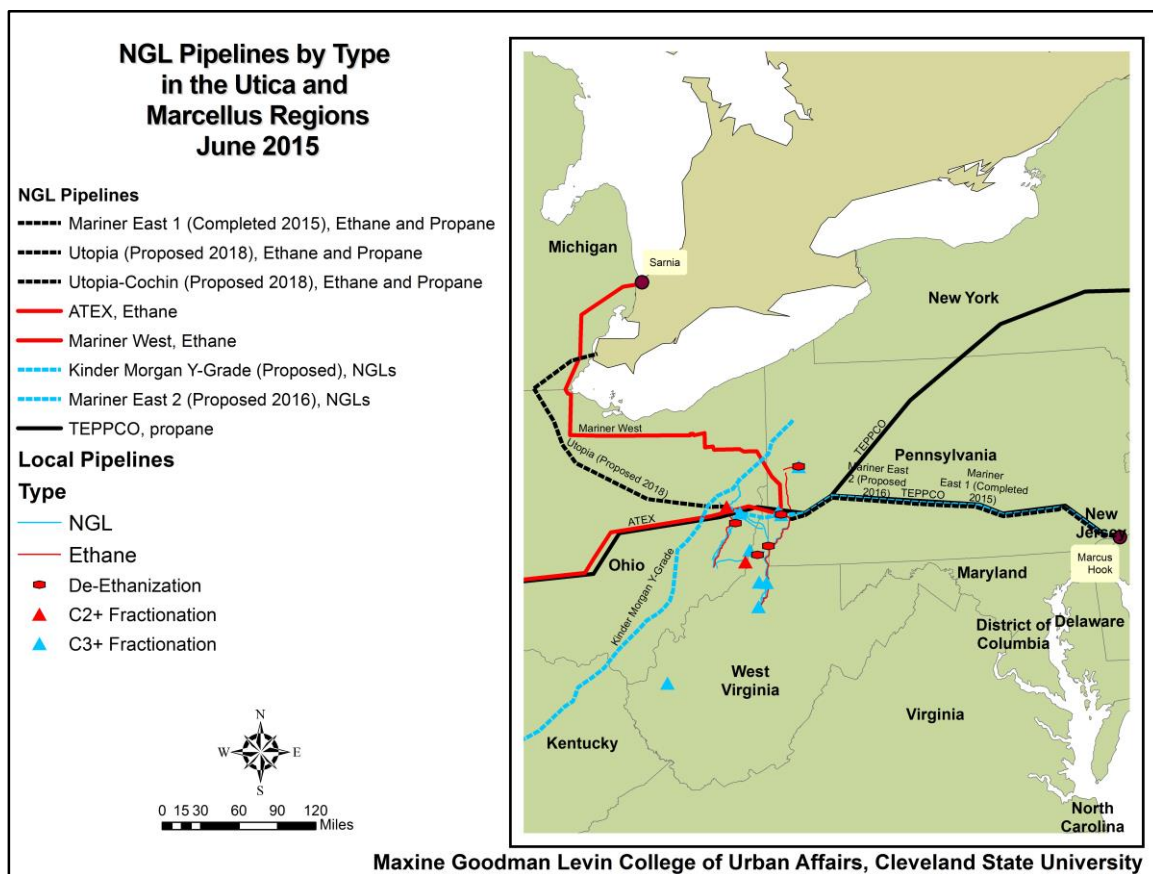 NGL Pipelines by Type
in the Utica and
Marcellus Regions
June 2015
NGL Pipelines
Mariner East 1 (Completed 2015), Ethane and Propane
Utopia (Proposed 2018), Ethane and Propane
Utopia-Cochin (Proposed 2018), Ethane and Propane
ATEX, Ethane
Mariner West, Ethane
Kinder Morgan Y-Grade (Proposed), NGLs
Mariner East 2 (Proposed 2016), NGLs
TEPPCO, propane
Local Pipelines
Type
NGL
Ethane
De-Ethanization
C2+ Fractionation
C3+ Fractionation
N
W E
S
0 15 30 60 90 120
Miles
Michigan
Sarnia
New York
Mariner West
TEPPCO
Utopia (Proposed 2018)
Pennsylvania
Mariner East
2 (Proposed
2016)
TEPPCO
Mariner
East 1 (Completed
2015)
New
Jersey
Marcus
Hook
ATEX
Ohio
Kinder Morgan Y-Grade
Maryland
District of
Columbia
Delaware
West
Virginia
Virginia
Kentucky
North
Carolina
Maxine Goodman Levin College of Urban Affairs, Cleveland State University